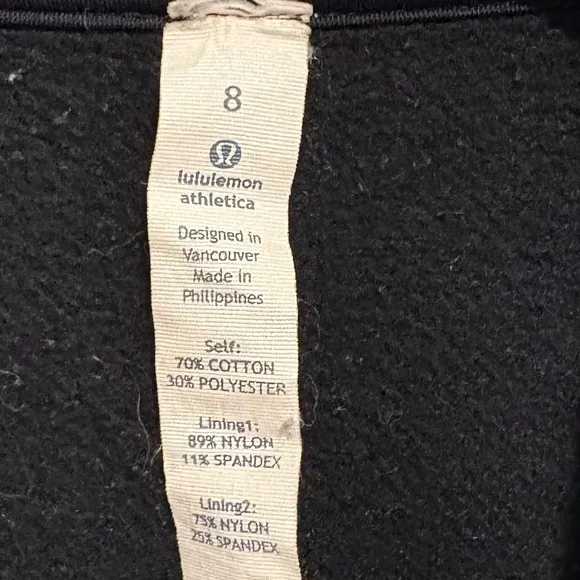 8
lululemon
athletica
Designed in
Vancouver
Made in
Philippines
Self:
70% COTTON
30% POLYESTER
Lining1:
89% NYLON
11% SPANDEX
Lining2:
75% NYLON
25% SPANDEX